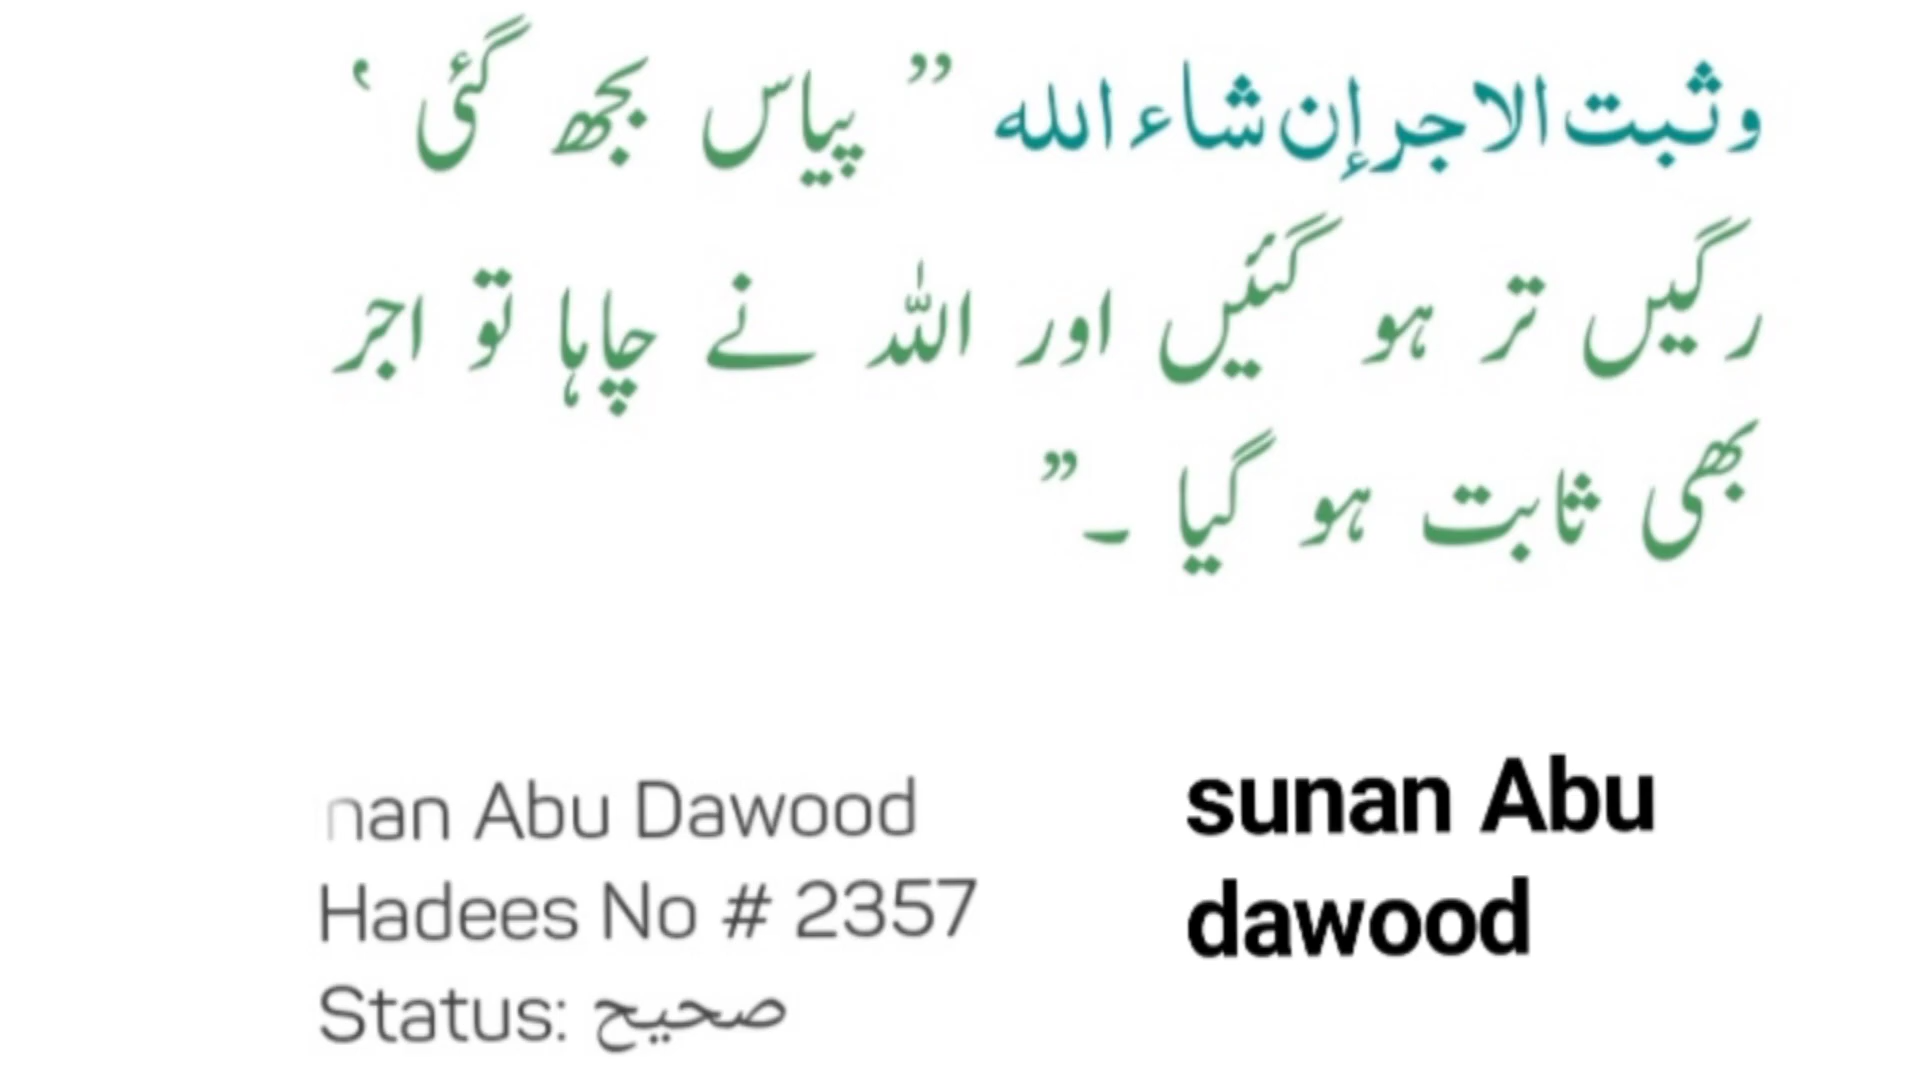 وثبت الاجر إن شاء الله ” پیاس بجھ گئی ‘
رگیں تر ہو گئیں اور اللہ نے چاہا تو اجر
بھی ثابت ہو گیا ۔”
nan Abu Dawood
Hadees No # 2357
Status: صحیح
sunan Abu
dawood